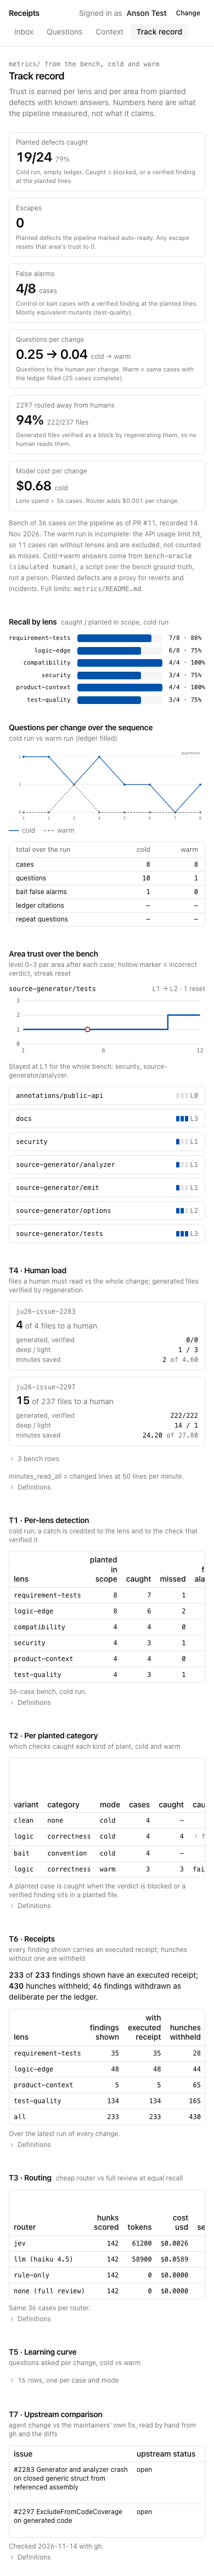 Receipts
Signed in as Anson Test
Change
Inbox
Questions
Context
Track record
metrics/ from the bench, cold and warm
Track record
Trust is earned per lens and per area from planted
defects with known answers. Numbers here are what
the pipeline measured, not what it claims.
Planted defects caught
19/24 79%
Cold run, empty ledger. Caught = blocked, or a verified finding
at the planted lines.
Escapes
0
Planted defects the pipeline marked auto-ready. Any escape
resets that area's trust to 0.
False alarms
4/8 cases
Control or bait cases with a verified finding at the planted lines.
Mostly equivalent mutants (test-quality).
Questions per change
0.25 → 0.04 cold → warm
Questions to the human per change. Warm = same cases with
the ledger filled (25 cases complete).
2297 routed away from humans
94% 222/237 files
Generated files verified as a block by regenerating them, so no
human reads them.
Model cost per change
$0.68 cold
Lens spend ÷ 36 cases. Router adds $0.001 per change.
Bench of 36 cases on the pipeline as of PR #11, recorded 14
Nov 2026. The warm run is incomplete: the API usage limit hit,
so 11 cases ran without lenses and are excluded, not counted
as misses. Cold→warm answers come from bench-oracle
(simulated human), a script over the bench ground truth,
not a person. Planted defects are a proxy for reverts and
incidents. Full limits: metrics/README.md.
Recall by lens caught / planted in scope, cold run
requirement-tests 7/8 · 88%
logic-edge 6/8 · 75%
compatibility 4/4 · 100%
security 3/4 · 75%
product-context 4/4 · 100%
test-quality 3/4 · 75%
Questions per change over the sequence
cold run vs warm run (ledger filled)
questions
1 2 3 4 5 6 7 8
cold
warm
total over the run cold warm
cases 8 8
questions 10 1
bait false alarms 1 0
ledger citations – –
repeat questions – –
Area trust over the bench
level 0–3 per area after each case; hollow marker = incorrect
verdict, streak reset
source-generator/tests L1 → L2 · 1 reset
3
2
1
0
1 6 12
Stayed at L1 for the whole bench: security, source-
generator/analyzer.
annotations/public-api L0
docs L3
security L1
source-generator/analyzer L1
source-generator/emit L1
source-generator/options L2
source-generator/tests L3
T4 · Human load
files a human must read vs the whole change; generated files
verified by regeneration
ju26-issue-2283
4 of 4 files to a human
generated, verified 0/0
deep / light 1 / 3
minutes saved 2 of 4.60
ju26-issue-2297
15 of 237 files to a human
generated, verified 222/222
deep / light 14 / 1
minutes saved 24.20 of 27.80
3 bench rows
minutes_read_all = changed lines at 50 lines per minute.
Definitions
T1 · Per-lens detection
cold run; a catch is credited to the lens and to the check that
verified it
lens planted in scope caught missed
requirement-tests 8 7 1
logic-edge 8 6 2
compatibility 4 4 0
security 4 3 1
product-context 4 4 0
test-quality 4 3 1
36-case bench, cold run.
Definitions
T2 · Per planted category
which checks caught each kind of plant, cold and warm
variant category mode cases caught
clean none cold 4 –
logic correctness cold 4 4
bait convention cold 4 –
logic correctness warm 3 3
A planted case is caught when the verdict is blocked or a
verified finding sits in a planted file.
Definitions
T6 · Receipts
every finding shown carries an executed receipt; hunches
without one are withheld
233 of 233 findings shown have an executed receipt;
430 hunches withheld; 46 findings withdrawn as
deliberate per the ledger.
lens findings shown with executed receipt hunches withheld
requirement-tests 35 35 28
logic-edge 48 48 44
product-context 5 5 65
test-quality 134 134 165
all 233 233 430
Over the latest run of every change.
Definitions
T3 · Routing cheap router vs full review at equal recall
router hunks scored tokens cost usd
jev 142 61200 $0.0026
llm (haiku 4.5) 142 58900 $0.0589
rule-only 142 0 $0.0000
none (full review) 142 0 $0.0000
Same 36 cases per router.
Definitions
T5 · Learning curve
questions asked per change, cold vs warm
16 rows, one per case and mode
T7 · Upstream comparison
agent change vs the maintainers' own fix, read by hand from
gh and the diffs
issue upstream status
#2283 Generator and analyzer crash open
on closed generic struct from
referenced assembly
#2297 ExcludeFromCodeCoverage open
on generated code
Checked 2026-11-14 with gh.
Definitions